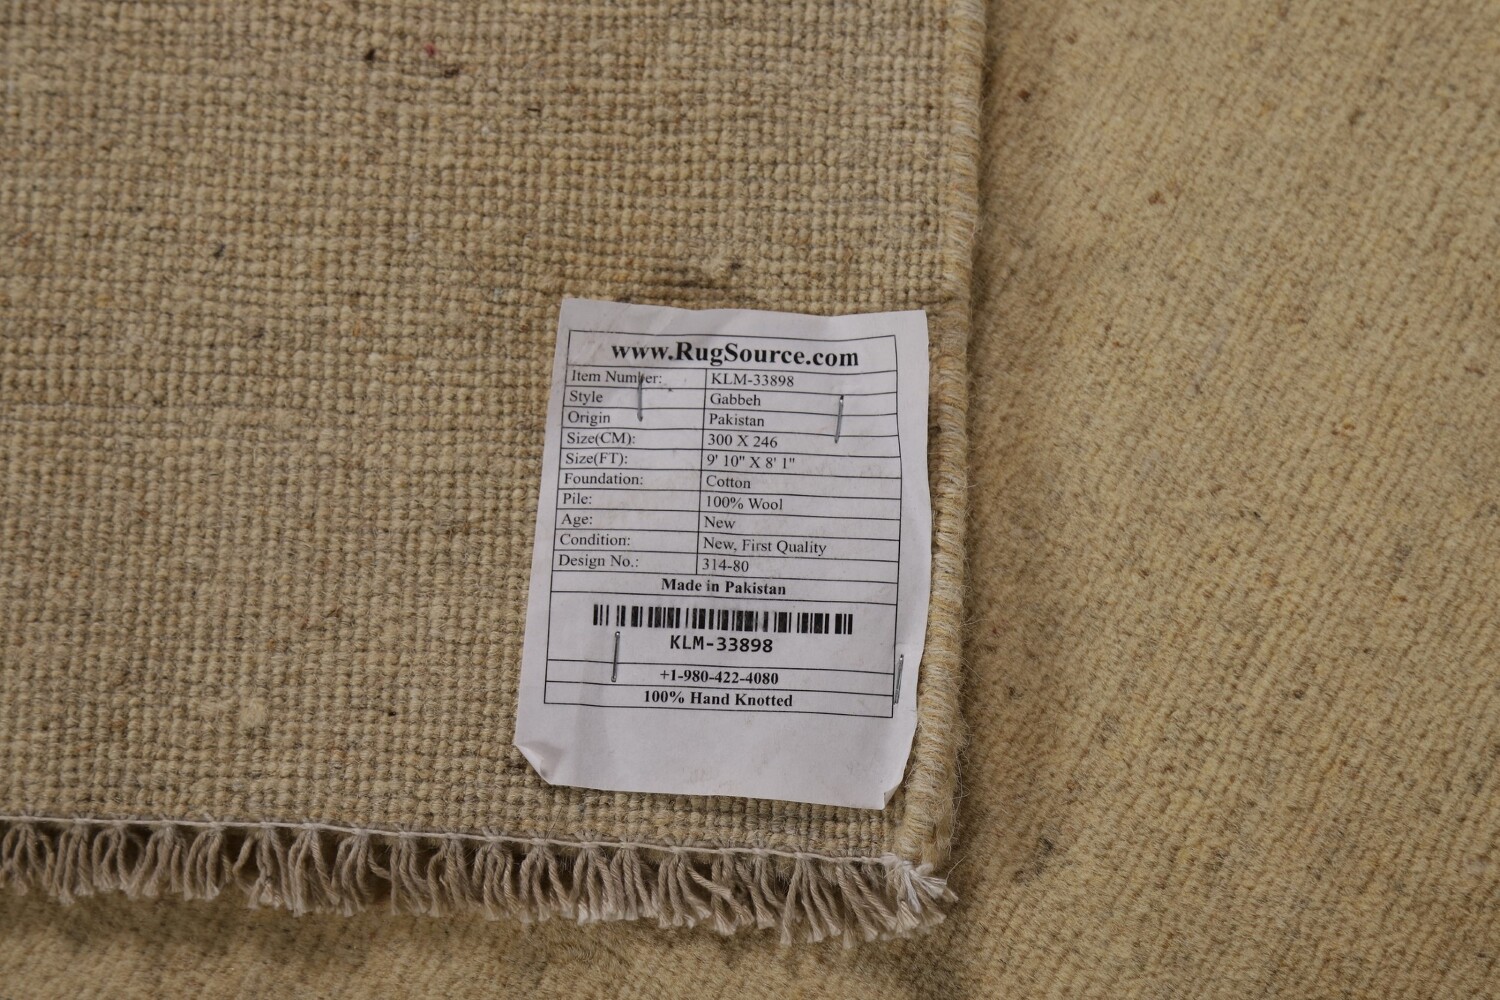 www.RugSource.com
Item Number: KLM-33898
Style Gabbeh
Origin Pakistan
Size(CM): 300 X 246
Size(FT): 9' 10" X 8' 1"
Foundation: Cotton
Pile: 100% Wool
Age: New
Condition: New, First Quality
Design No.: 314-80
Made in Pakistan
KLM-33898
+1-980-422-4080
100% Hand Knotted